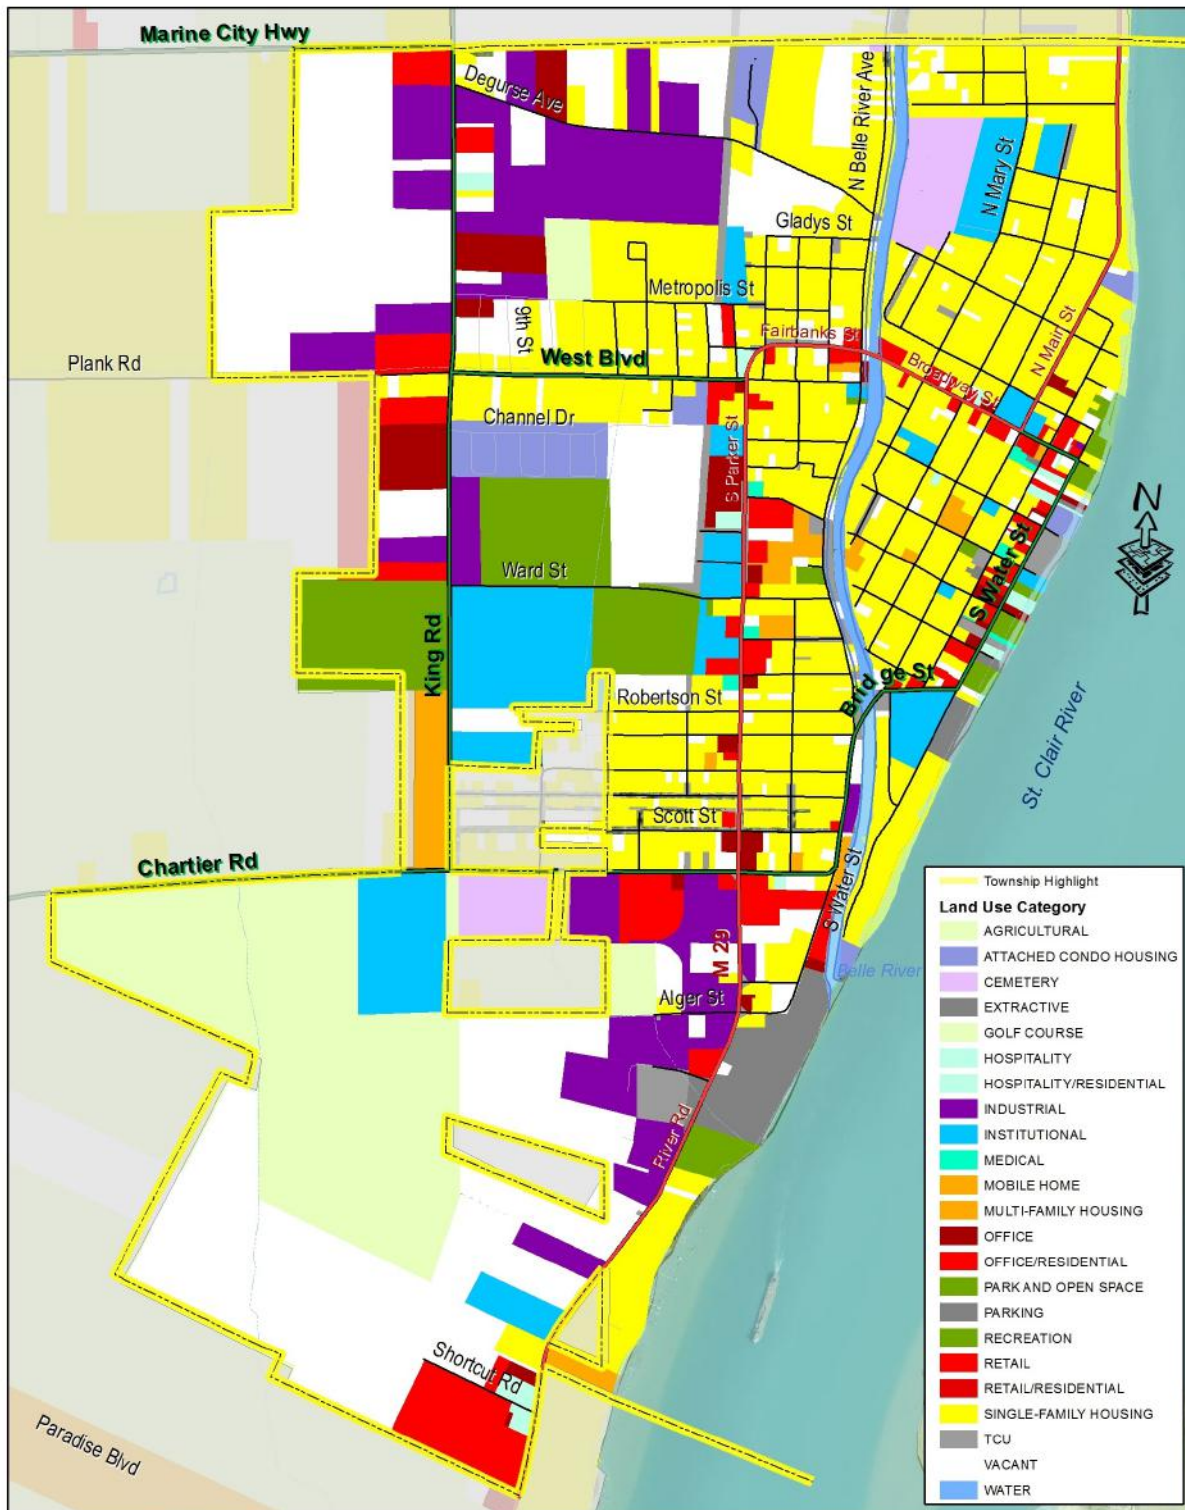 Marine City Hwy
Degurse Ave
N Belle River Ave
N Mary St
Gladys St
Metropolis St
9th St
Fairbanks St
N Main St
Plank Rd
West Blvd
Broadway St
Channel Dr
S Parker St
N
Ward St
S Water St
King Rd
Bridge St
Robertson St
St. Clair River
Scott St
Chartier Rd
S Water St
M 29
Belle River
Alger St
River Rd
Shortcut Rd
Paradise Blvd
Township Highlight
Land Use Category
AGRICULTURAL
ATTACHED CONDO HOUSING
CEMETERY
EXTRACTIVE
GOLF COURSE
HOSPITALITY
HOSPITALITY/RESIDENTIAL
INDUSTRIAL
INSTITUTIONAL
MEDICAL
MOBILE HOME
MULTI-FAMILY HOUSING
OFFICE
OFFICE/RESIDENTIAL
PARK AND OPEN SPACE
PARKING
RECREATION
RETAIL
RETAIL/RESIDENTIAL
SINGLE-FAMILY HOUSING
TCU
VACANT
WATER